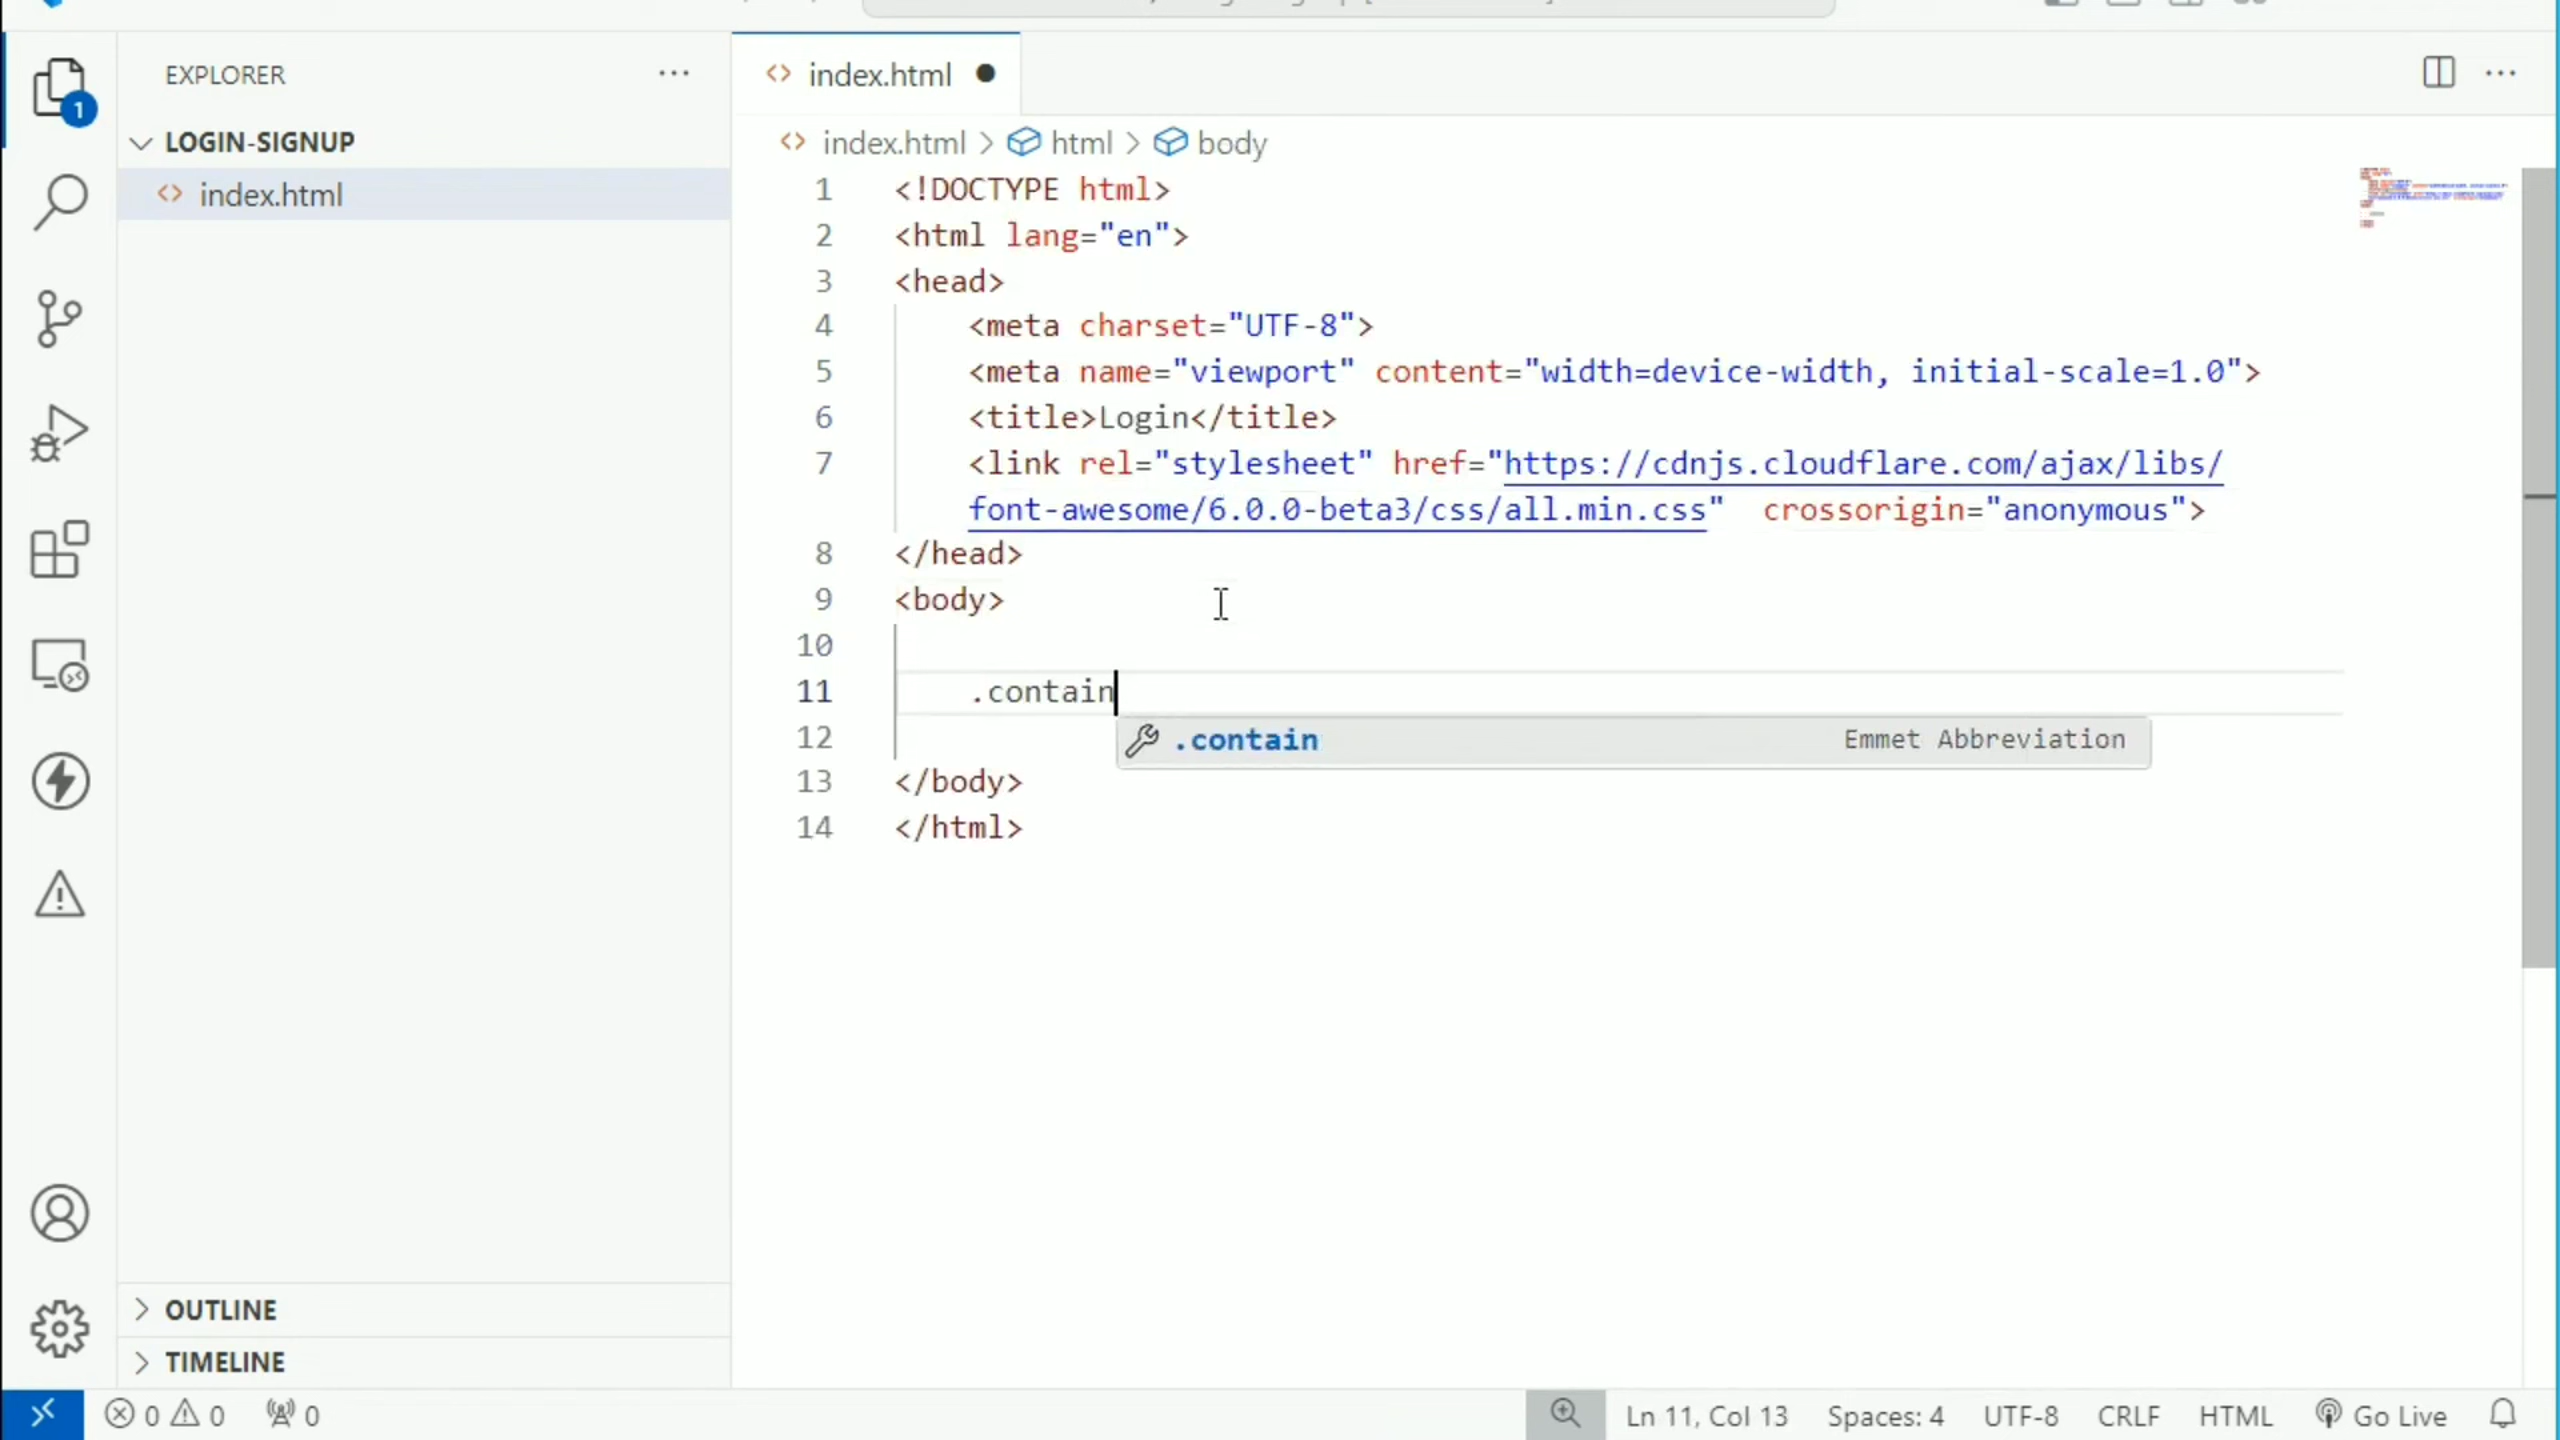 EXPLORER
1
LOGIN-SIGNUP
index.html
index.html
index.html > html > body
1 <!DOCTYPE html>
2 <html lang="en">
3 <head>
4 <meta charset="UTF-8">
5 <meta name="viewport" content="width=device-width, initial-scale=1.0">
6 <title>Login</title>
7 <link rel="stylesheet" href="https://cdnjs.cloudflare.com/ajax/libs/
font-awesome/6.0.0-beta3/css/all.min.css"  crossorigin="anonymous">
8 </head>
9 <body>
10
11 .contain
.contain Emmet Abbreviation
12
13 </body>
14 </html>
OUTLINE
TIMELINE
0 0 0
Ln 11, Col 13 Spaces: 4 UTF-8 CRLF HTML Go Live